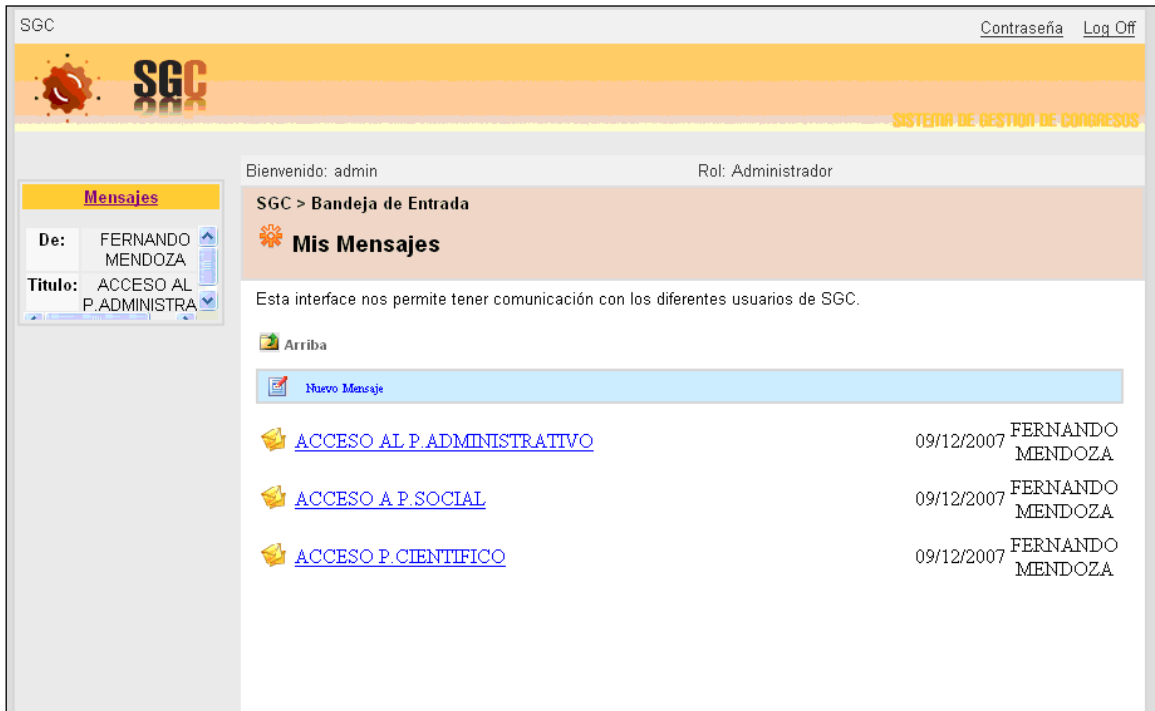 SGC
Contraseña Log Off
SGC
SISTEMA DE GESTION DE CONGRESOS
Bienvenido: admin Rol: Administrador
Mensajes
De: FERNANDO
MENDOZA
Titulo: ACCESO AL
P.ADMINISTRA
SGC > Bandeja de Entrada
Mis Mensajes
Esta interface nos permite tener comunicación con los diferentes usuarios de SGC.
Arriba
Nuevo Mensaje
ACCESO AL P.ADMINISTRATIVO 09/12/2007 FERNANDO
MENDOZA
ACCESO A P.SOCIAL 09/12/2007 FERNANDO
MENDOZA
ACCESO P.CIENTIFICO 09/12/2007 FERNANDO
MENDOZA